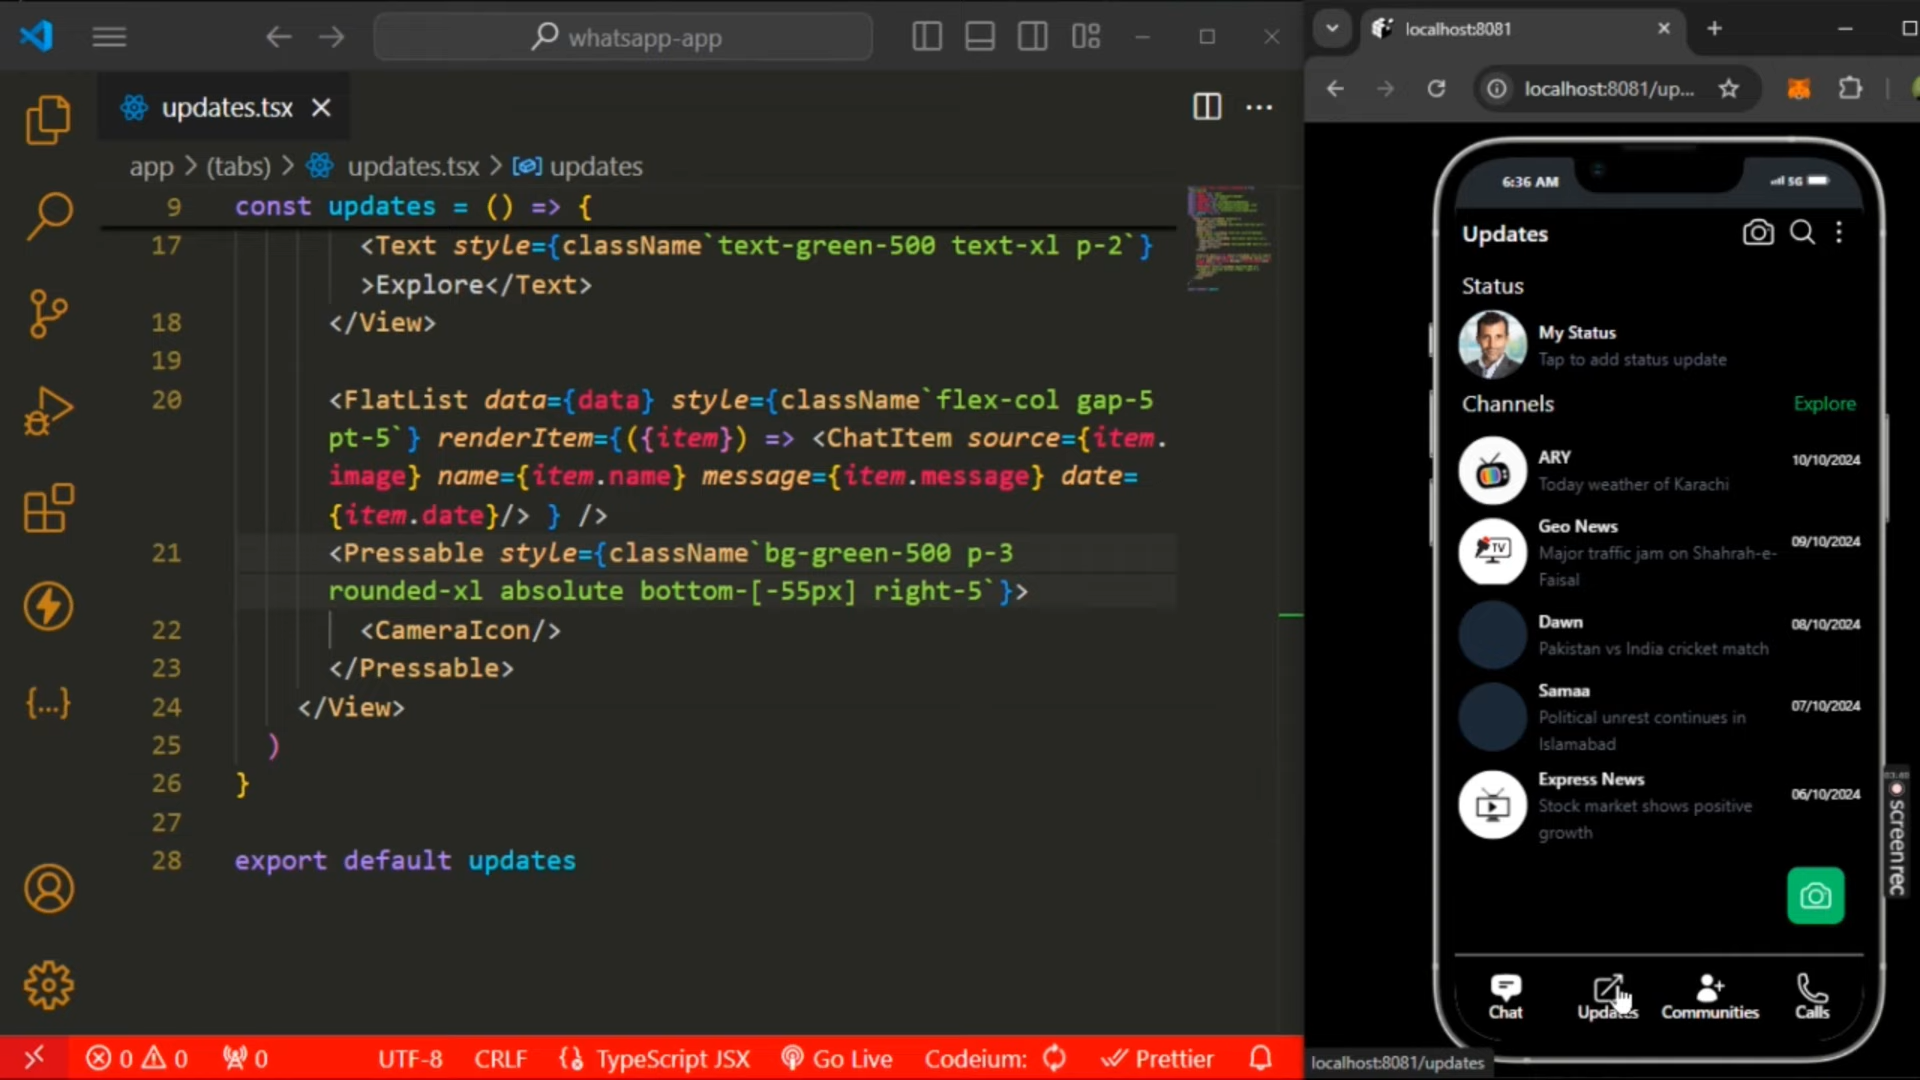 whatsapp-app
updates.tsx
app > (tabs) > updates.tsx > updates
9 const updates = () => {
17 <Text style={className`text-green-500 text-xl p-2`}
>Explore</Text>
18 </View>
19
20 <FlatList data={data} style={className`flex-col gap-5
pt-5`} renderItem={({item}) => <ChatItem source={item.
image} name={item.name} message={item.message} date=
{item.date}/> } />
21 <Pressable style={className`bg-green-500 p-3
rounded-xl absolute bottom-[-55px] right-5`}>
22 <CameraIcon/>
23 </Pressable>
24 </View>
25 )
26 }
27
28 export default updates
0 0 0 UTF-8 CRLF TypeScript JSX Go Live Codeium: Prettier
localhost:8081
localhost:8081/up...
6:36 AM 5G
Updates
Status
My Status
Tap to add status update
Channels Explore
ARY 10/10/2024
Today weather of Karachi
Geo News 09/10/2024
Major traffic jam on Shahrah-e-
Faisal
TV
Dawn 08/10/2024
Pakistan vs India cricket match
Samaa 07/10/2024
Political unrest continues in
Islamabad
Express News 06/10/2024
Stock market shows positive
growth
Chat Updates Communities Calls
localhost:8081/updates
screenrec